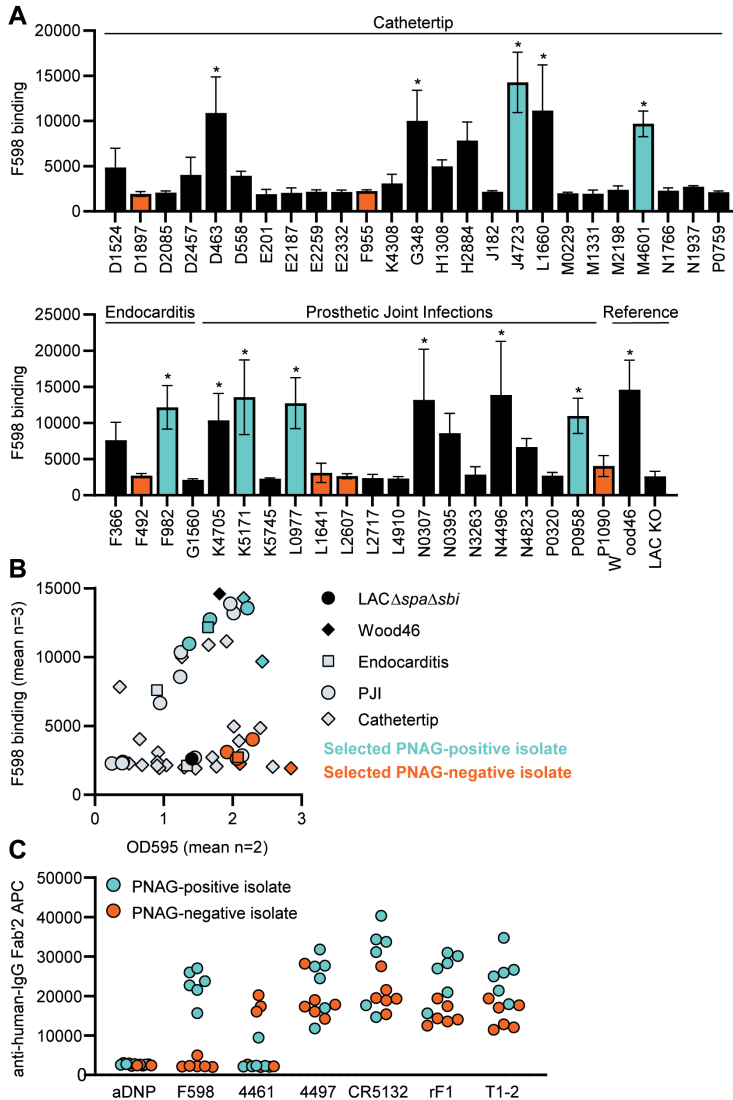 A
Cathetertip
F598 binding
20000
15000
10000
5000
0
* * * * *
D1524 D1897 D2085 D2457 D463 D558 E201 E2187 E2259 E2332 F955 K4308 G348 H1308 H2884 J182 J4723 L1660 M0229 M1331 M2198 M4601 N1766 N1937 P0759
Endocarditis Prosthetic Joint Infections Reference
F598 binding
25000
20000
15000
10000
5000
0
* * * * * * * *
F366 F492 F982 G1560 K4705 K5171 K5745 L0977 L1641 L2607 L2717 L4910 N0307 N0395 N3263 N4496 N4823 P0320 P0958 P1090 Wood46 LAC KO
B
F598 binding (mean n=3)
15000
10000
5000
0
0 1 2 3
OD595 (mean n=2)
LACΔspaΔsbi
Wood46
Endocarditis
PJI
Cathetertip
Selected PNAG-positive isolate
Selected PNAG-negative isolate
C
anti-human-IgG Fab'2 APC
50000
40000
30000
20000
10000
0
PNAG-positive isolate
PNAG-negative isolate
aDNP F598 4461 4497 CR5132 rF1 T1-2